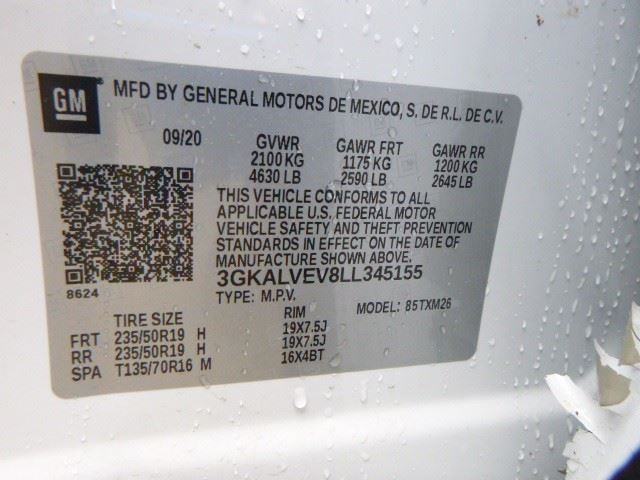 GM
MFD BY GENERAL MOTORS DE MEXICO, S. DE R.L. DE C.V.
09/20 GVWR GAWR FRT GAWR RR
2100 KG 1175 KG 1200 KG
4630 LB 2590 LB 2645 LB
THIS VEHICLE CONFORMS TO ALL
APPLICABLE U.S. FEDERAL MOTOR
VEHICLE SAFETY AND THEFT PREVENTION
STANDARDS IN EFFECT ON THE DATE OF
MANUFACTURE SHOWN ABOVE.
8624
3GKALVEV8LL345155
TYPE: M.P.V. MODEL: 85TXM26
TIRE SIZE RIM
FRT 235/50R19 H 19X7.5J
RR 235/50R19 H 19X7.5J
SPA T135/70R16 M 16X4BT